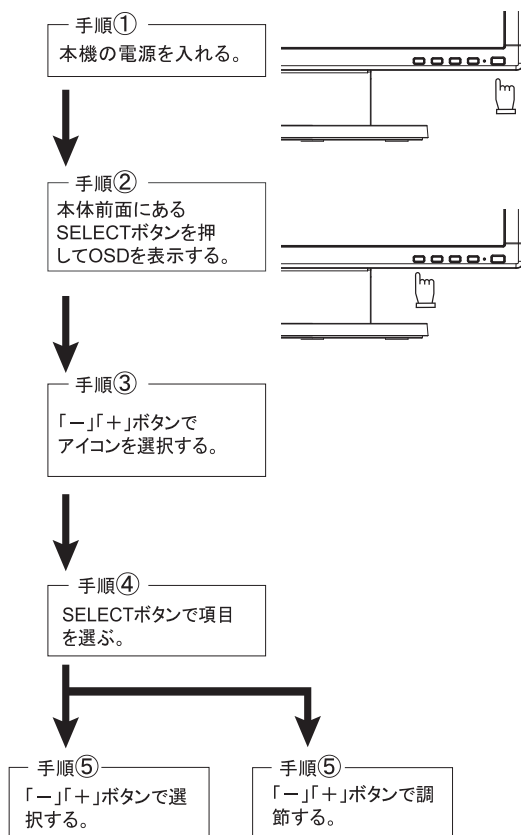 手順①
本機の電源を入れる。
手順②
本体前面にある
SELECTボタンを押
してOSDを表示する。
手順③
「－」「＋」ボタンで
アイコンを選択する。
手順④
SELECTボタンで項目
を選ぶ。
手順⑤
「－」「＋」ボタンで選
択する。
手順⑤
「－」「＋」ボタンで調
節する。